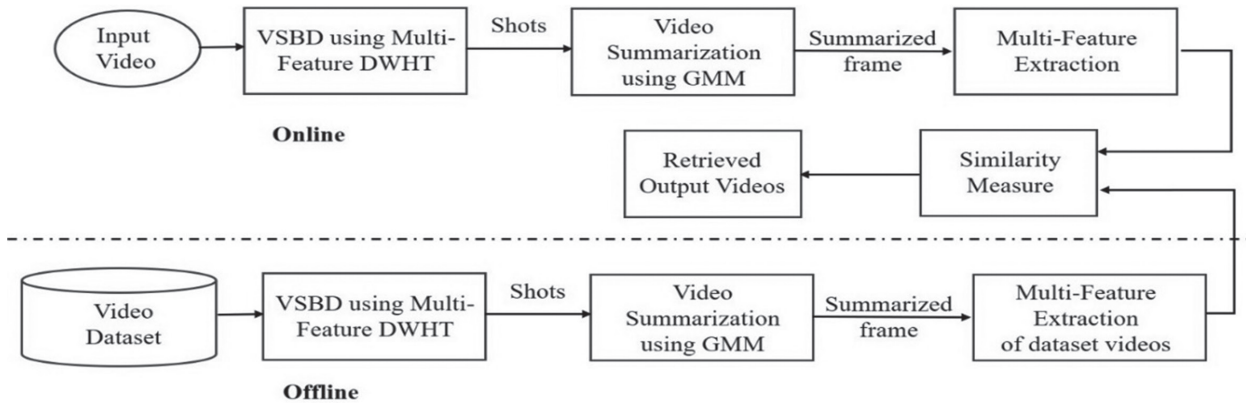 Input
Video
VSBD using Multi-
Feature DWHT
Shots
Video
Summarization
using GMM
Summarized
frame
Multi-Feature
Extraction
Online
Retrieved
Output Videos
Similarity
Measure
Video
Dataset
VSBD using Multi-
Feature DWHT
Shots
Video
Summarization
using GMM
Summarized
frame
Multi-Feature
Extraction
of dataset videos
Offline